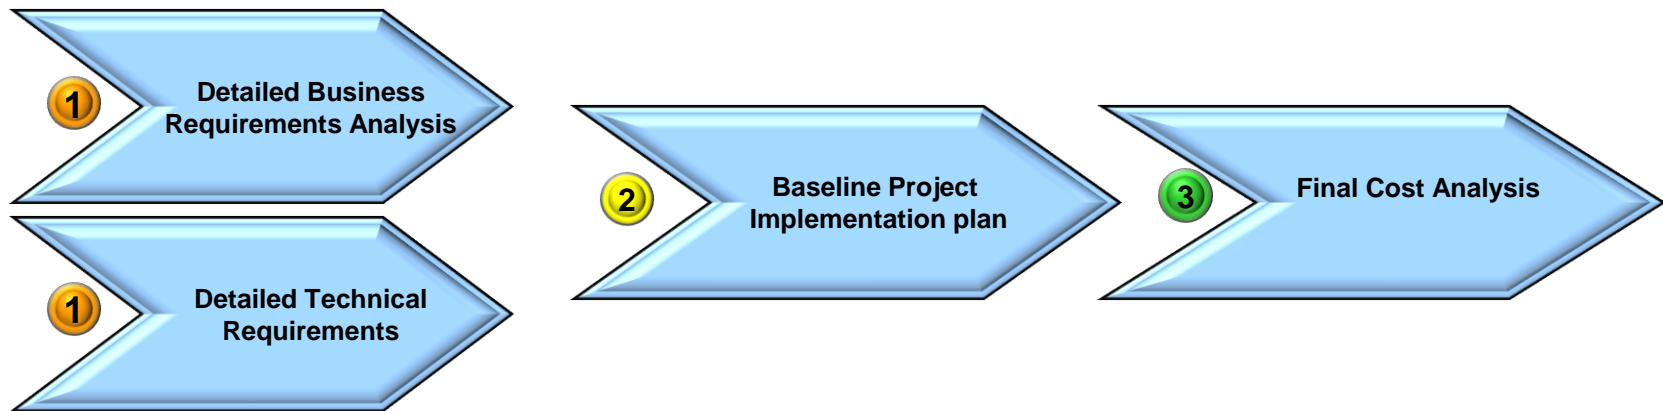 1
Detailed Business
Requirements Analysis
1
Detailed Technical
Requirements
2
Baseline Project
Implementation plan
3
Final Cost Analysis